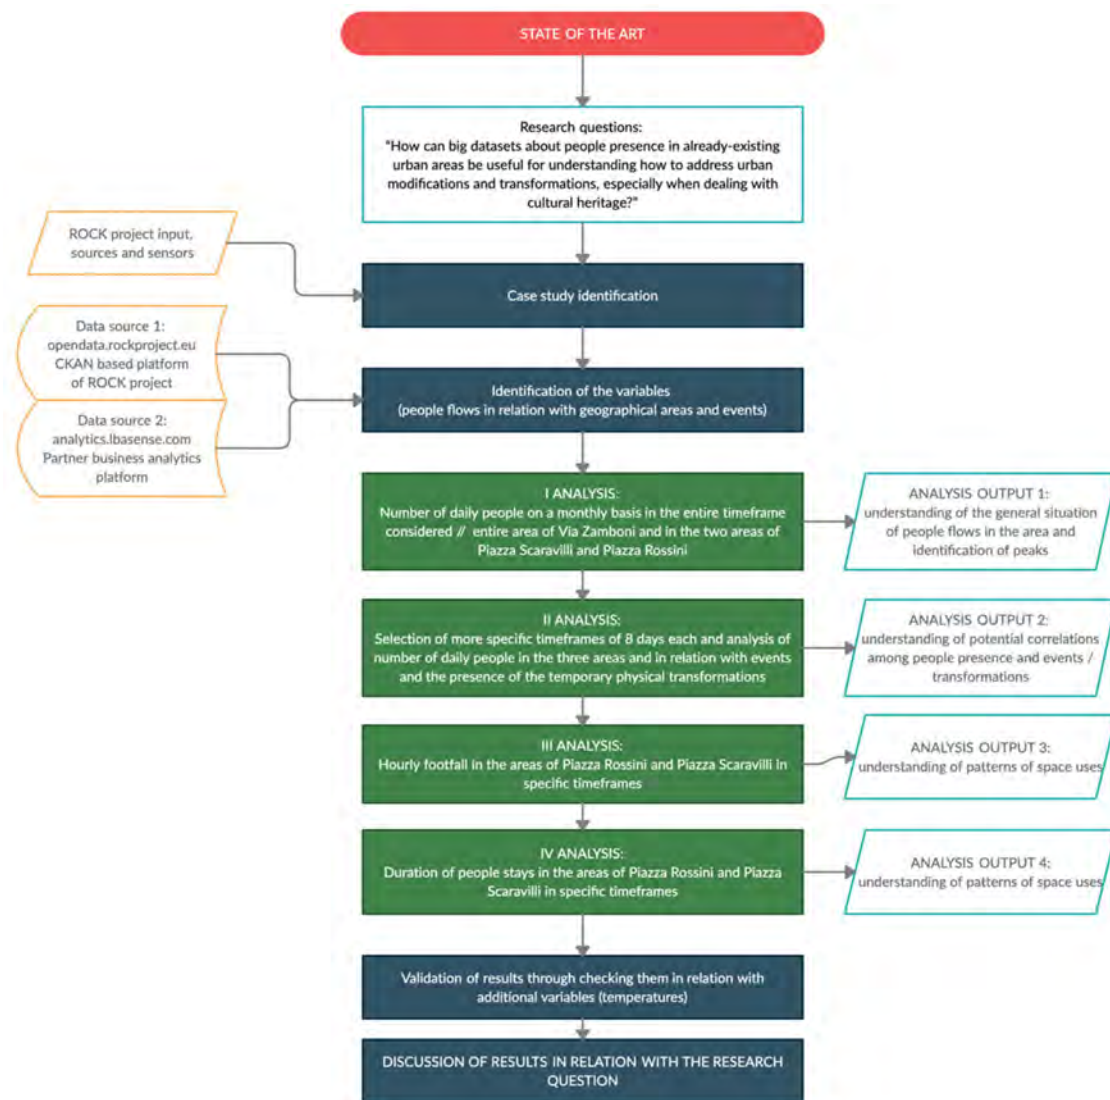 STATE OF THE ART
Research questions:
"How can big datasets about people presence in already-existing
urban areas be useful for understanding how to address urban
modifications and transformations, especially when dealing with
cultural heritage?"
ROCK project input,
sources and sensors
Case study identification
Data source 1:
opendata.rockproject.eu
CKAN based platform
of ROCK project
Identification of the variables
(people flows in relation with geographical areas and events)
Data source 2:
analytics.lbasense.com
Partner business analytics
platform
I ANALYSIS:
Number of daily people on a monthly basis in the entire timeframe
considered // entire area of Via Zamboni and in the two areas of
Piazza Scaravilli and Piazza Rossini
ANALYSIS OUTPUT 1:
understanding of the general situation
of people flows in the area and
identification of peaks
II ANALYSIS:
Selection of more specific timeframes of 8 days each and analysis of
number of daily people in the three areas and in relation with events
and the presence of the temporary physical transformations
ANALYSIS OUTPUT 2:
understanding of potential correlations
among people presence and events /
transformations
III ANALYSIS:
Hourly footfall in the areas of Piazza Rossini and Piazza Scaravilli in
specific timeframes
ANALYSIS OUTPUT 3:
understanding of patterns of space uses
IV ANALYSIS:
Duration of people stays in the areas of Piazza Rossini and Piazza
Scaravilli in specific timeframes
ANALYSIS OUTPUT 4:
understanding of patterns of space uses
Validation of results through checking them in relation with
additional variables (temperatures)
DISCUSSION OF RESULTS IN RELATION WITH THE RESEARCH
QUESTION